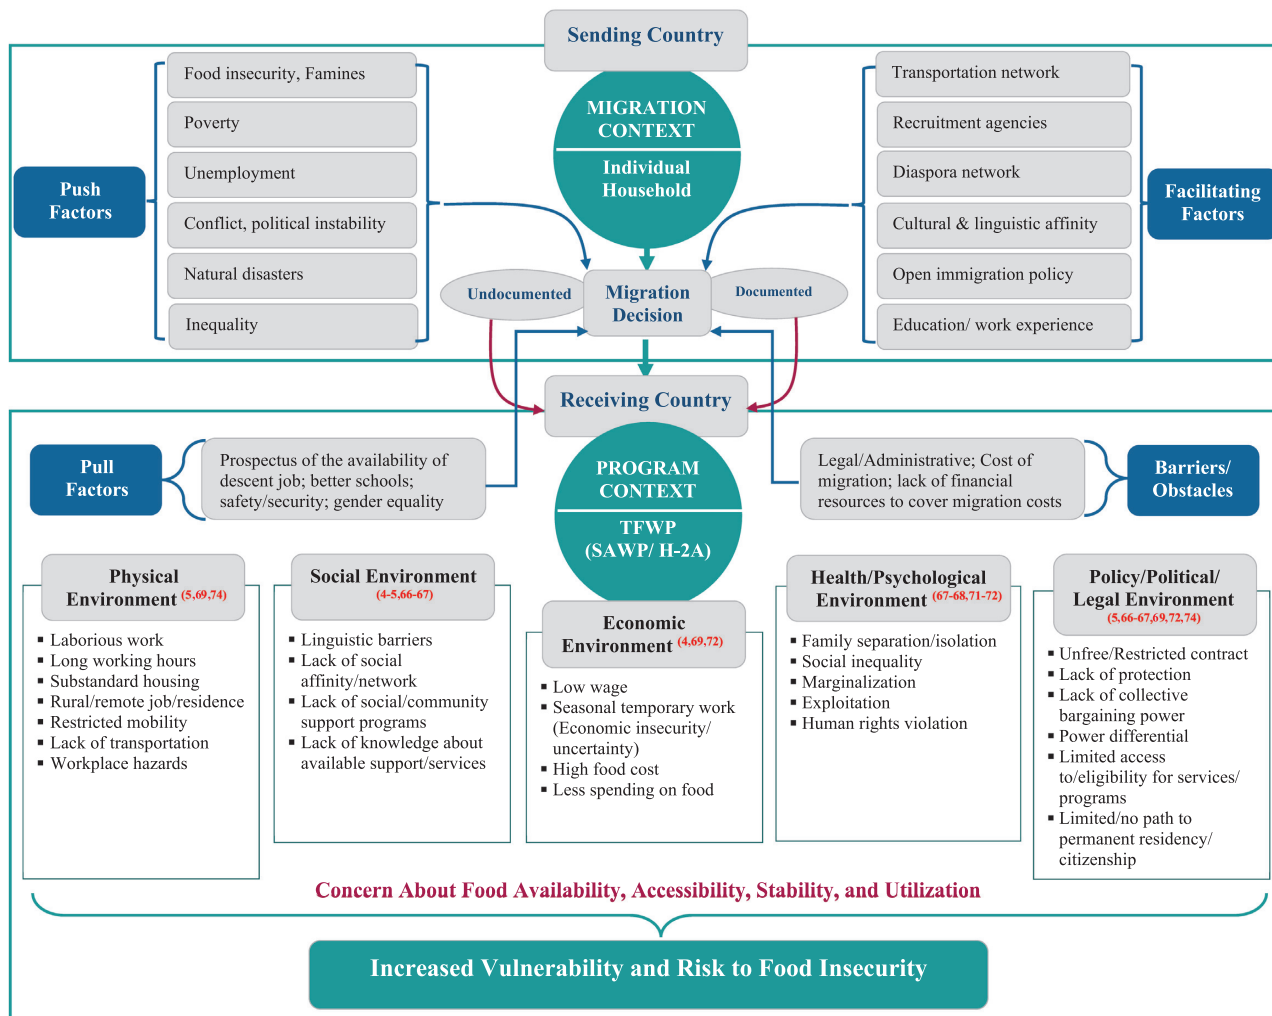 Sending Country
MIGRATION
CONTEXT
Individual
Household
Push
Factors
Food insecurity, Famines
Poverty
Unemployment
Conflict, political instability
Natural disasters
Inequality
Transportation network
Recruitment agencies
Diaspora network
Cultural & linguistic affinity
Open immigration policy
Education/ work experience
Facilitating
Factors
Undocumented
Migration
Decision
Documented
Receiving Country
PROGRAM
CONTEXT
TFWP
(SAWP/ H-2A)
Pull
Factors
Prospectus of the availability of
descent job; better schools;
safety/security; gender equality
Legal/Administrative; Cost of
migration; lack of financial
resources to cover migration costs
Barriers/
Obstacles
Physical
Environment (5,69,74)
▪ Laborious work
▪ Long working hours
▪ Substandard housing
▪ Rural/remote job/residence
▪ Restricted mobility
▪ Lack of transportation
▪ Workplace hazards
Social Environment
(4-5,66-67)
▪ Linguistic barriers
▪ Lack of social
affinity/network
▪ Lack of social/community
support programs
▪ Lack of knowledge about
available support/services
Economic
Environment (4,69,72)
▪ Low wage
▪ Seasonal temporary work
(Economic insecurity/
uncertainty)
▪ High food cost
▪ Less spending on food
Health/Psychological
Environment (67-68,71-72)
▪ Family separation/isolation
▪ Social inequality
▪ Marginalization
▪ Exploitation
▪ Human rights violation
Policy/Political/
Legal Environment
(5,66-67,69,72,74)
▪ Unfree/Restricted contract
▪ Lack of protection
▪ Lack of collective
bargaining power
▪ Power differential
▪ Limited access
to/eligibility for services/
programs
▪ Limited/no path to
permanent residency/
citizenship
Concern About Food Availability, Accessibility, Stability, and Utilization
Increased Vulnerability and Risk to Food Insecurity